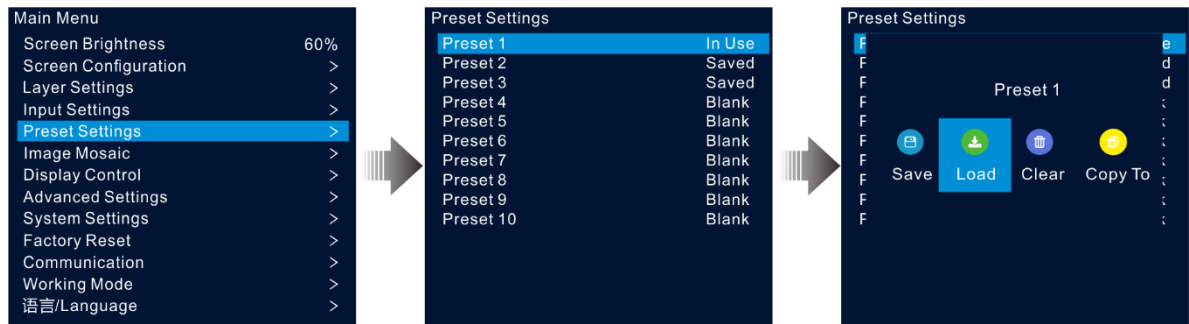 Main Menu
Screen Brightness 60%
Screen Configuration >
Layer Settings >
Input Settings >
Preset Settings >
Image Mosaic >
Display Control >
Advanced Settings >
System Settings >
Factory Reset >
Communication >
Working Mode >
语言/Language >
Preset Settings
Preset 1 In Use
Preset 2 Saved
Preset 3 Saved
Preset 4 Blank
Preset 5 Blank
Preset 6 Blank
Preset 7 Blank
Preset 8 Blank
Preset 9 Blank
Preset 10 Blank
Preset Settings
Preset 1
Save Load Clear Copy To